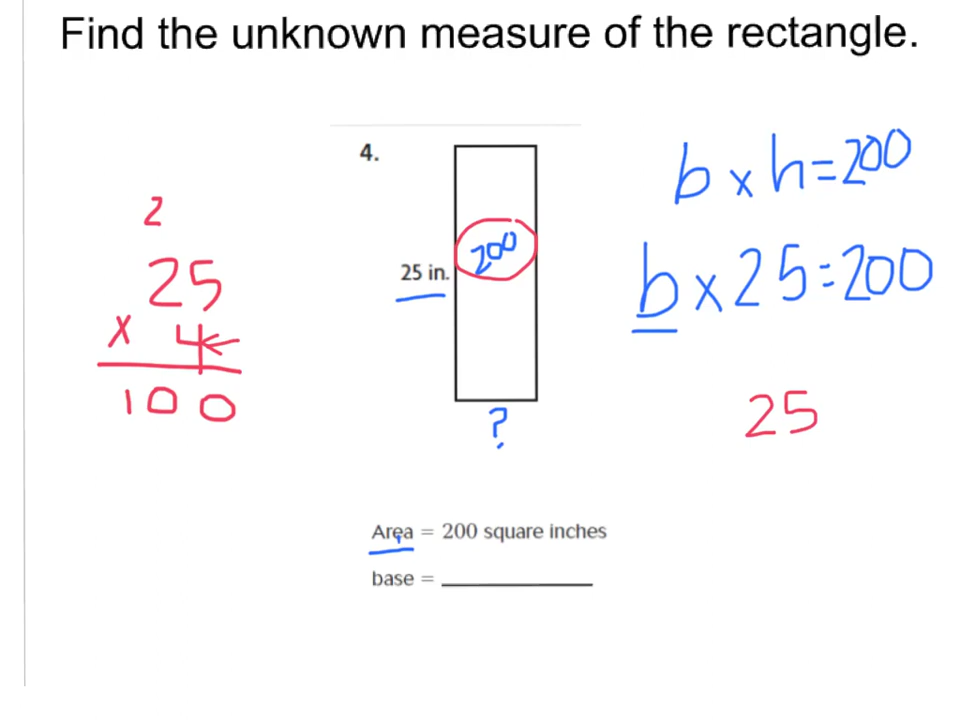 Find the unknown measure of the rectangle.
4.
b x h = 200
2
25
x 4
100
25 in.
200
b x 25 = 200
25
?
Area = 200 square inches
base =